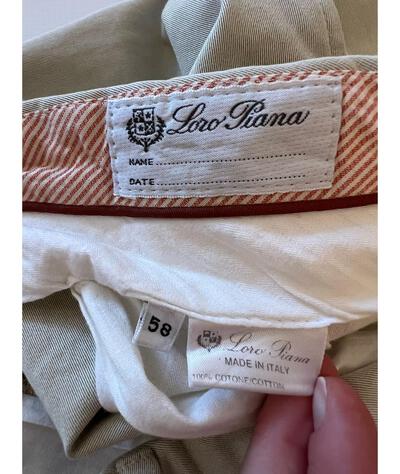 Loro Piana
NAME ..............................
DATE ..............................
58
Loro Piana
MADE IN ITALY
100% COTONE/COTTON